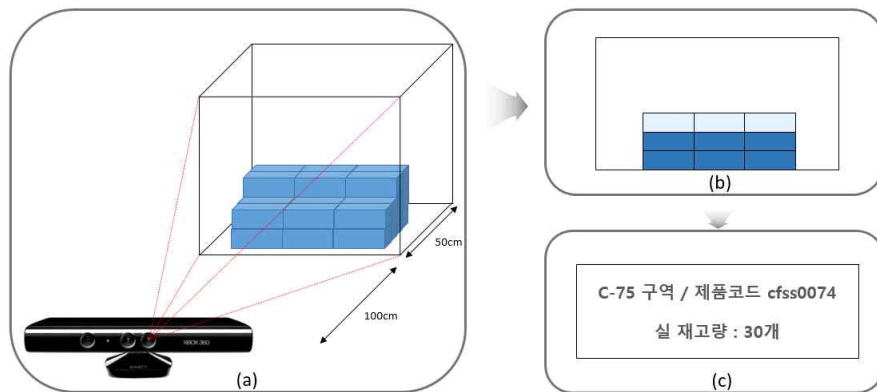 50cm
100cm
XBOX 360
KINECT
(a)
(b)
C-75 구역 / 제품코드 cfss0074
실 재고량 : 30개
(c)